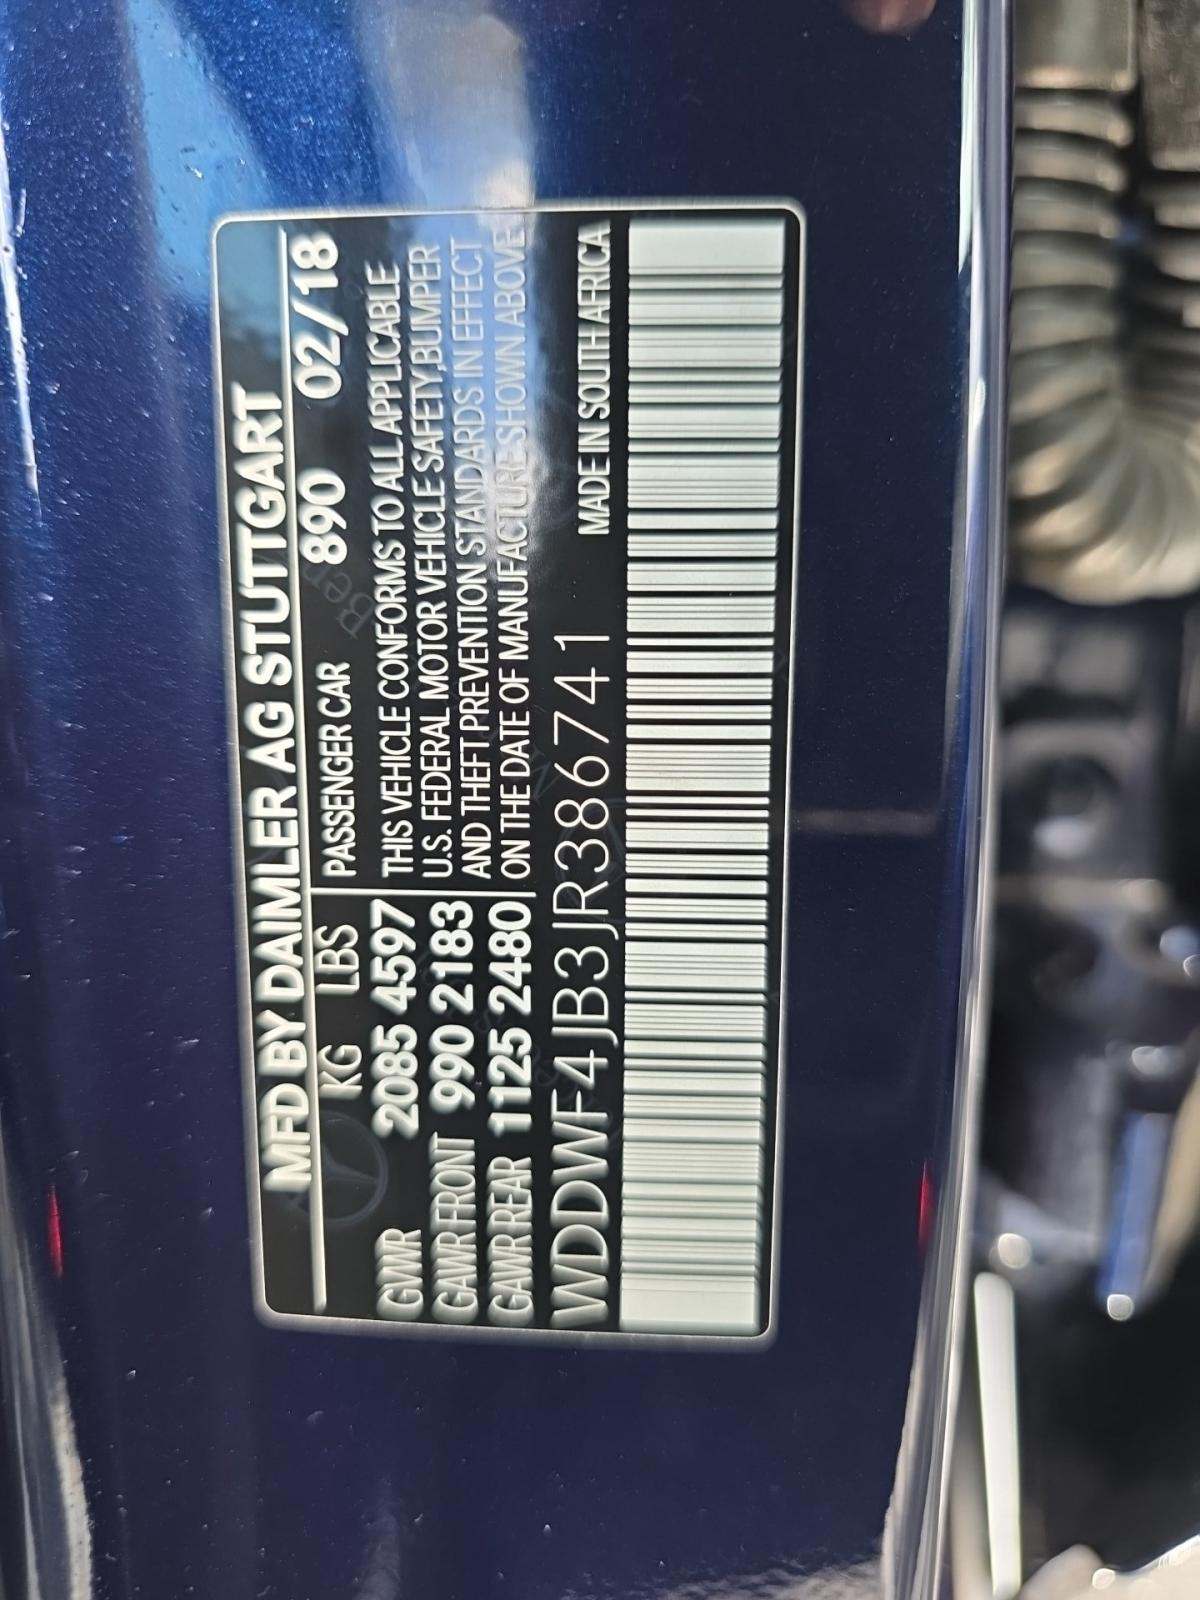 MFD BY DAIMLER AG STUTTGART
KG LBS PASSENGER CAR 890 02/18
GVWR 2085 4597 THIS VEHICLE CONFORMS TO ALL APPLICABLE
GAWR FRONT 990 2183 U.S. FEDERAL MOTOR VEHICLE SAFETY,BUMPER
GAWR REAR 1125 2480 AND THEFT PREVENTION STANDARDS IN EFFECT
ON THE DATE OF MANUFACTURE SHOWN ABOVE
WDDWF4JB3JR386741 MADE IN SOUTH AFRICA